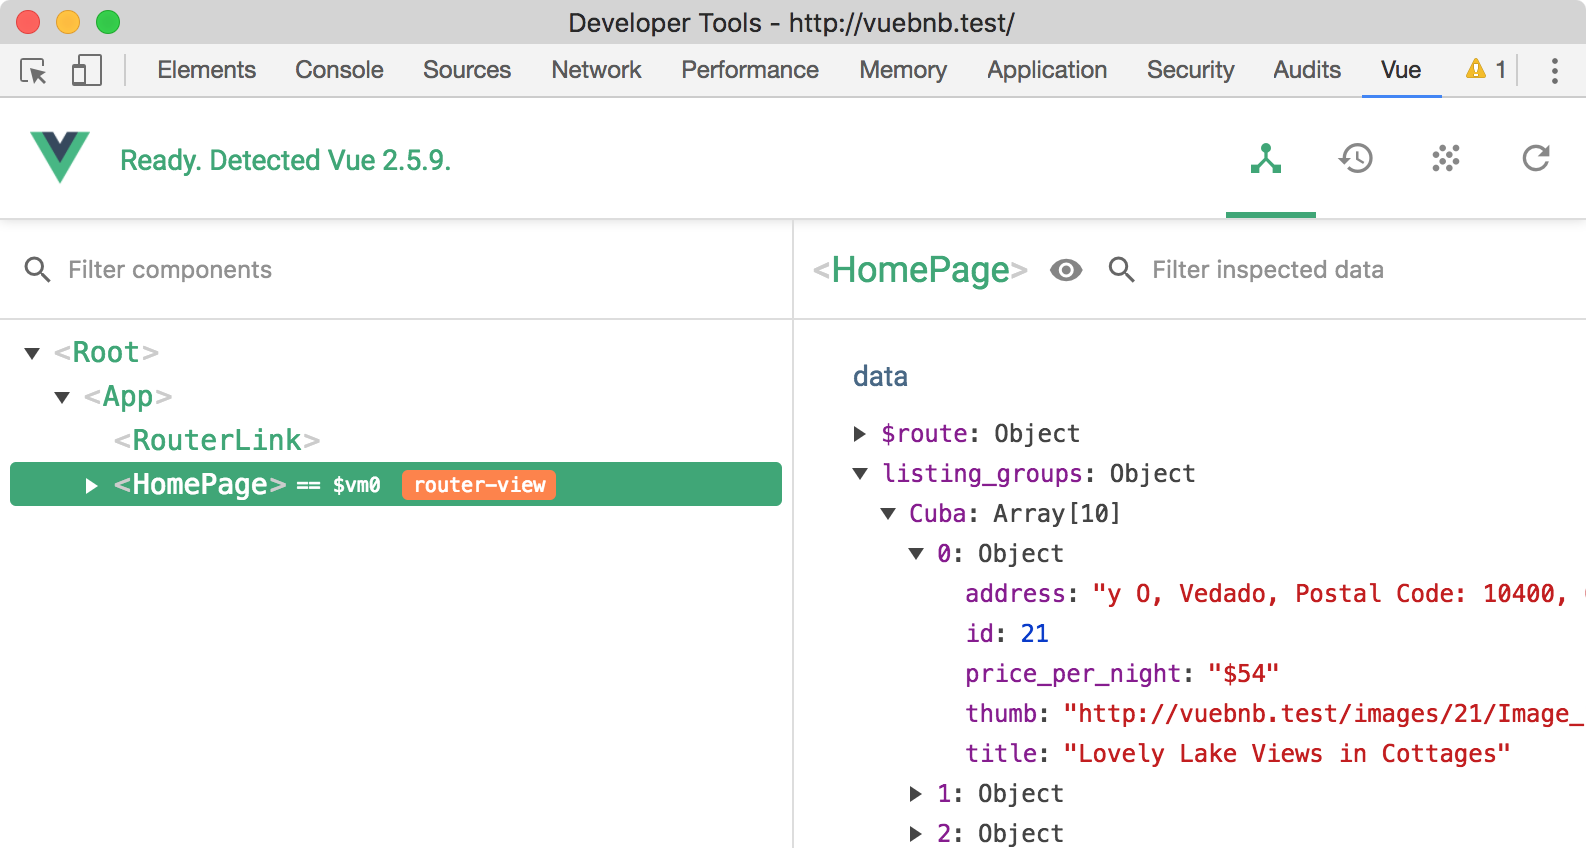 Developer Tools - http://vuebnb.test/
Elements Console Sources Network Performance Memory Application Security Audits Vue 1
Ready. Detected Vue 2.5.9.
Filter components
<HomePage> Filter inspected data
<Root>
<App>
<RouterLink>
<HomePage> == $vm0 router-view
data
$route: Object
listing_groups: Object
Cuba: Array[10]
0: Object
address: "y O, Vedado, Postal Code: 10400,
id: 21
price_per_night: "$54"
thumb: "http://vuebnb.test/images/21/Image_
title: "Lovely Lake Views in Cottages"
1: Object
2: Object